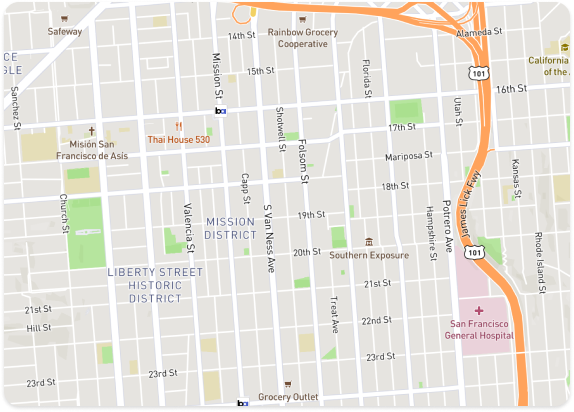 Safeway
14th St
Rainbow Grocery
Cooperative
Alameda St
CE
GLE
Mission St
15th St
Florida St
101
California
of the
Sanchez St
16th St
Shotwell St
Utah St
17th St
Misión San
Francisco de Asís
Thai House 530
Folsom St
Mariposa St
Kansas St
Capp St
18th St
James Lick Fwy
Church St
Valencia St
S Van Ness Ave
19th St
Hampshire St
Potrero Ave
MISSION
DISTRICT
Rhode Island St
20th St
Southern Exposure
101
LIBERTY STREET
HISTORIC
DISTRICT
21st St
Treat Ave
21st St
Hill St
22nd St
San Francisco
General Hospital
23rd St
23rd St
23rd St
Grocery Outlet